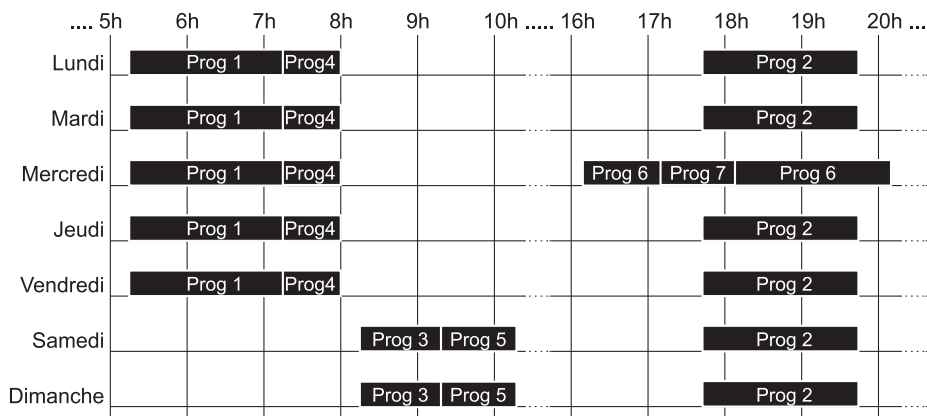 .... 5h 6h 7h 8h 9h 10h ..... 16h 17h 18h 19h 20h ...
Lundi Prog 1 Prog4 Prog 2
Mardi Prog 1 Prog4 Prog 2
Mercredi Prog 1 Prog4 Prog 6 Prog 7 Prog 6
Jeudi Prog 1 Prog4 Prog 2
Vendredi Prog 1 Prog4 Prog 2
Samedi Prog 3 Prog 5 Prog 2
Dimanche Prog 3 Prog 5 Prog 2